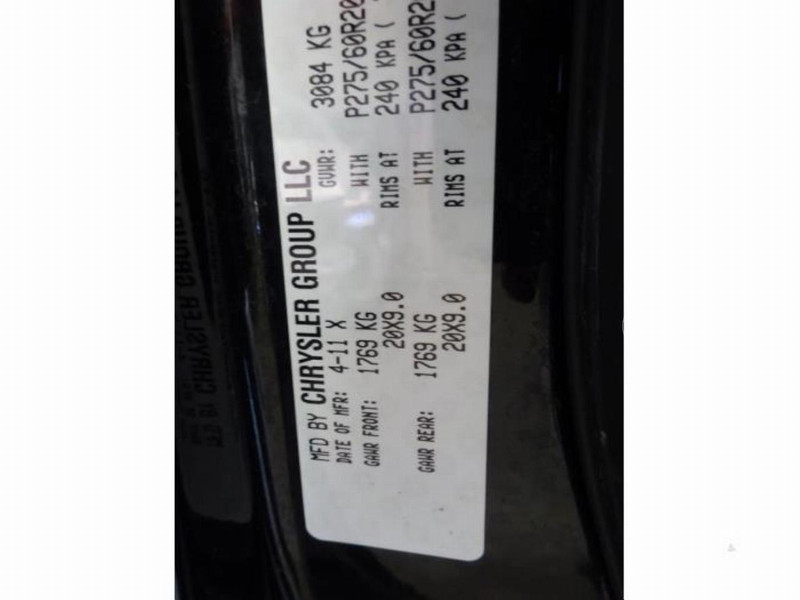 MFD BY CHRYSLER GROUP LLC
DATE OF MFR: 4-11 X GVWR: 3084 KG
GAWR FRONT: 1769 KG WITH P275/60R20
20X9.0 RIMS AT 240 KPA (
GAWR REAR: 1769 KG WITH P275/60R2
20X9.0 RIMS AT 240 KPA (